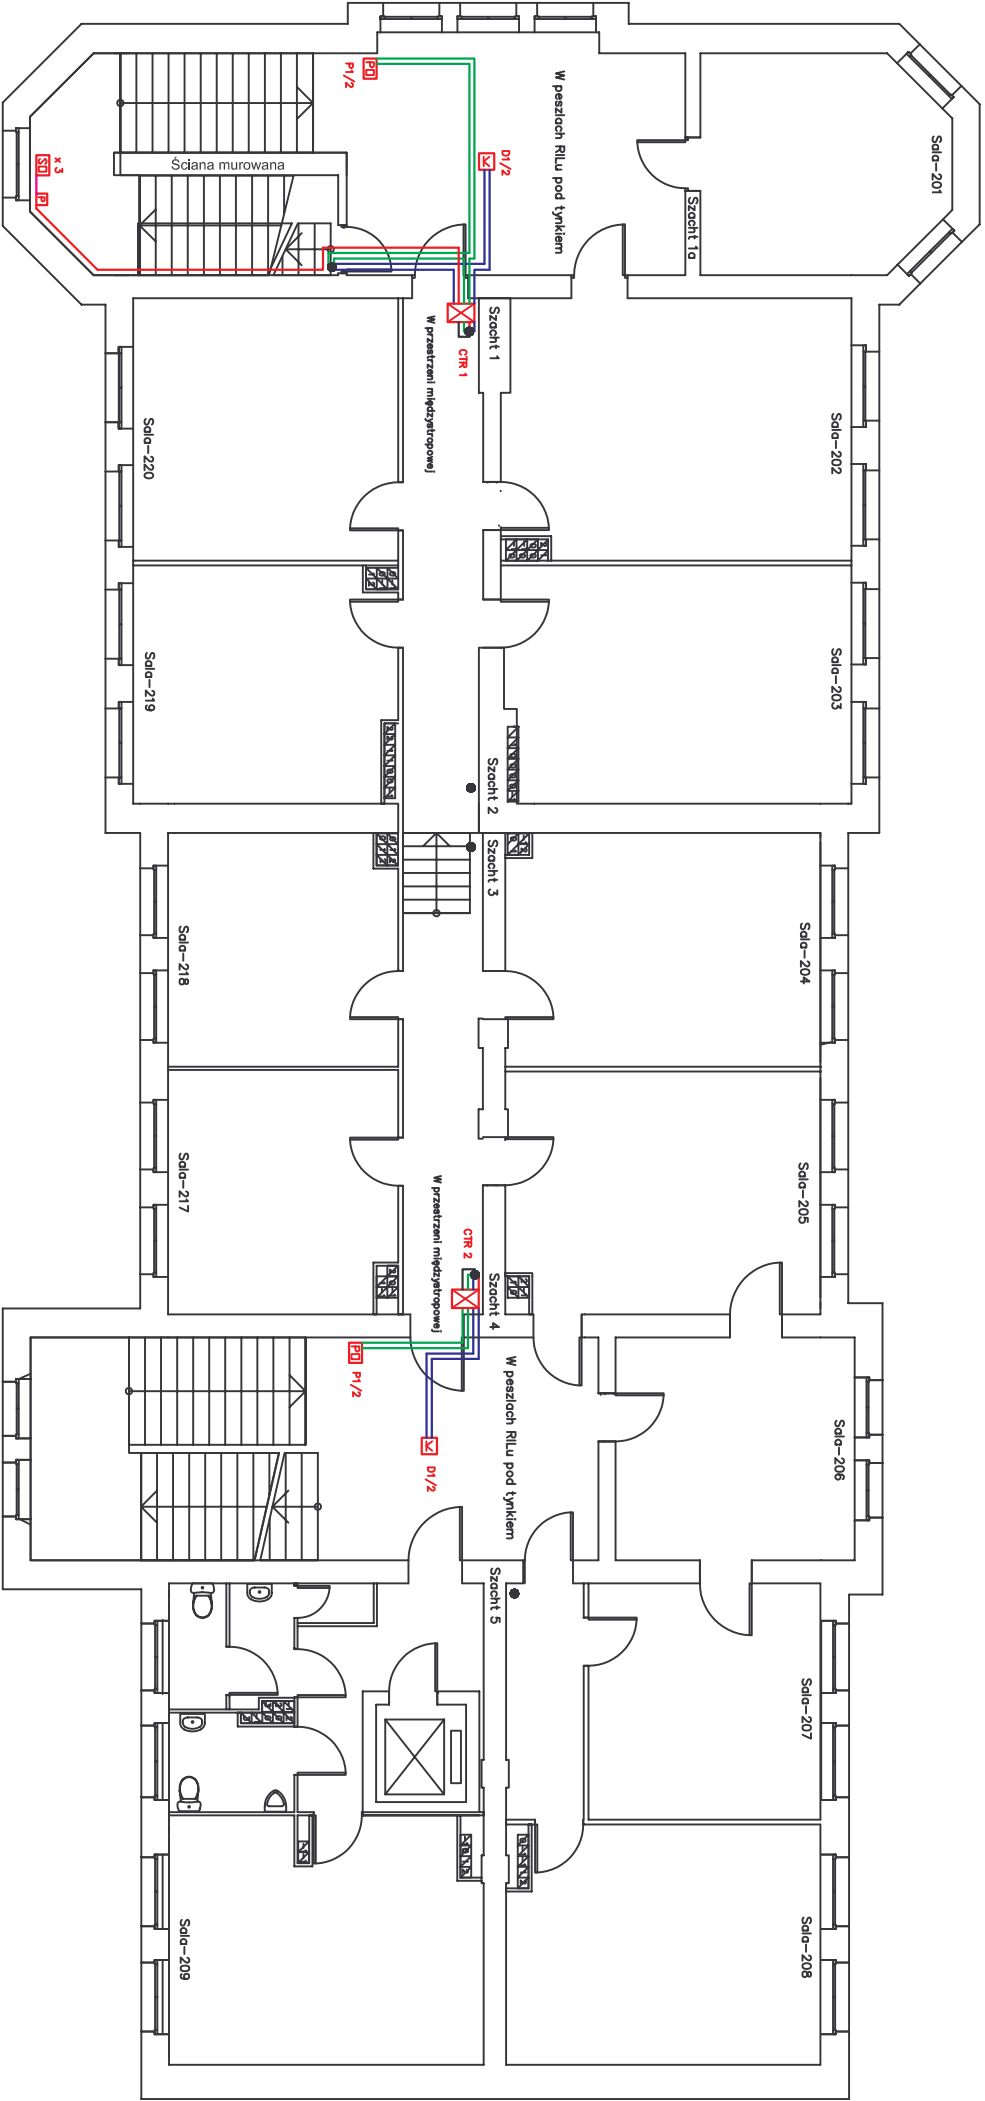 Sala-201
W peszlach RILu pod tynkiem
PO
P1/2
D1/2
Ściana murowana
x 3
SO
P
Szacht 1a
Szacht 1
CTR 1
W przestrzeni międzystropowej
Sala-202
Sala-220
Sala-203
Sala-219
Szacht 2
Szacht 3
Sala-204
Sala-218
Sala-205
Sala-217
W przestrzeni międzystropowej
CTR 2
Szacht 4
PO
P1/2
W peszlach RILu pod tynkiem
D1/2
Sala-206
Szacht 5
Sala-207
Sala-208
Sala-209